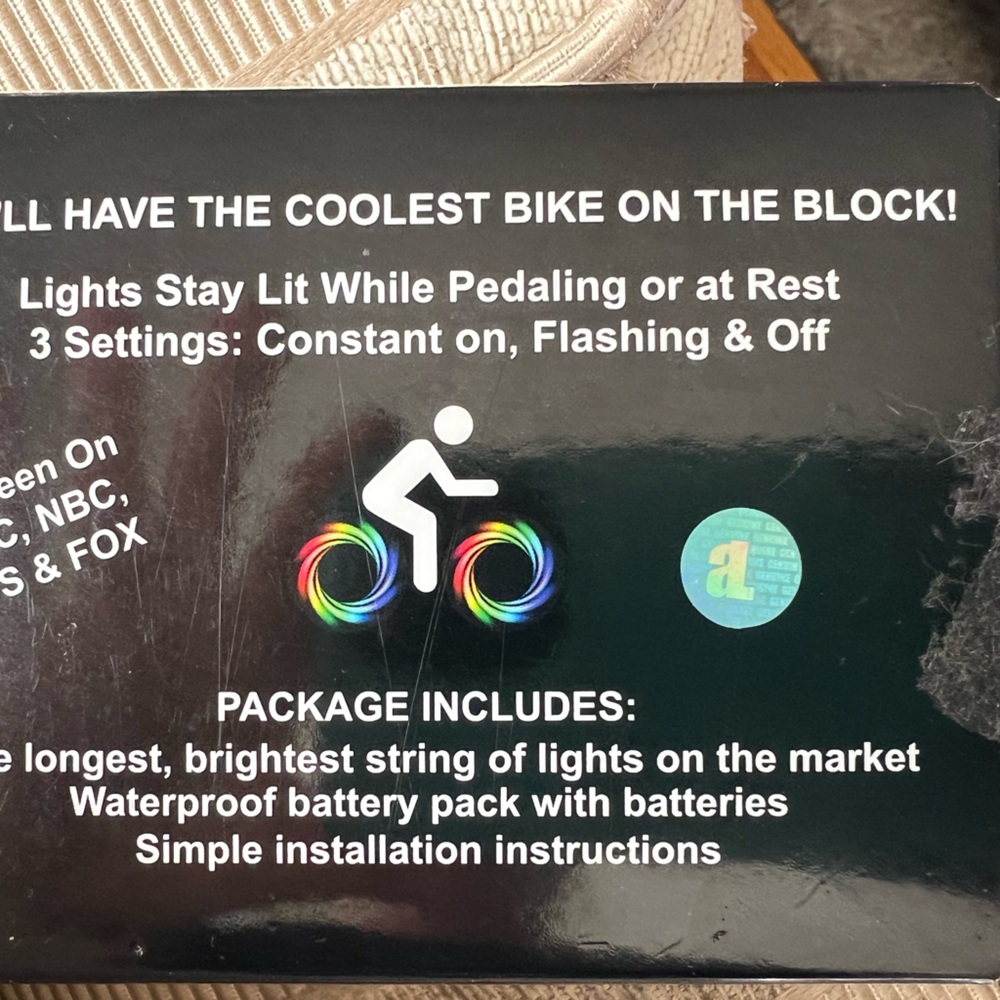 'LL HAVE THE COOLEST BIKE ON THE BLOCK!
Lights Stay Lit While Pedaling or at Rest
3 Settings: Constant on, Flashing & Off
een On
C, NBC,
S & FOX
a
PACKAGE INCLUDES:
e longest, brightest string of lights on the market
Waterproof battery pack with batteries
Simple installation instructions